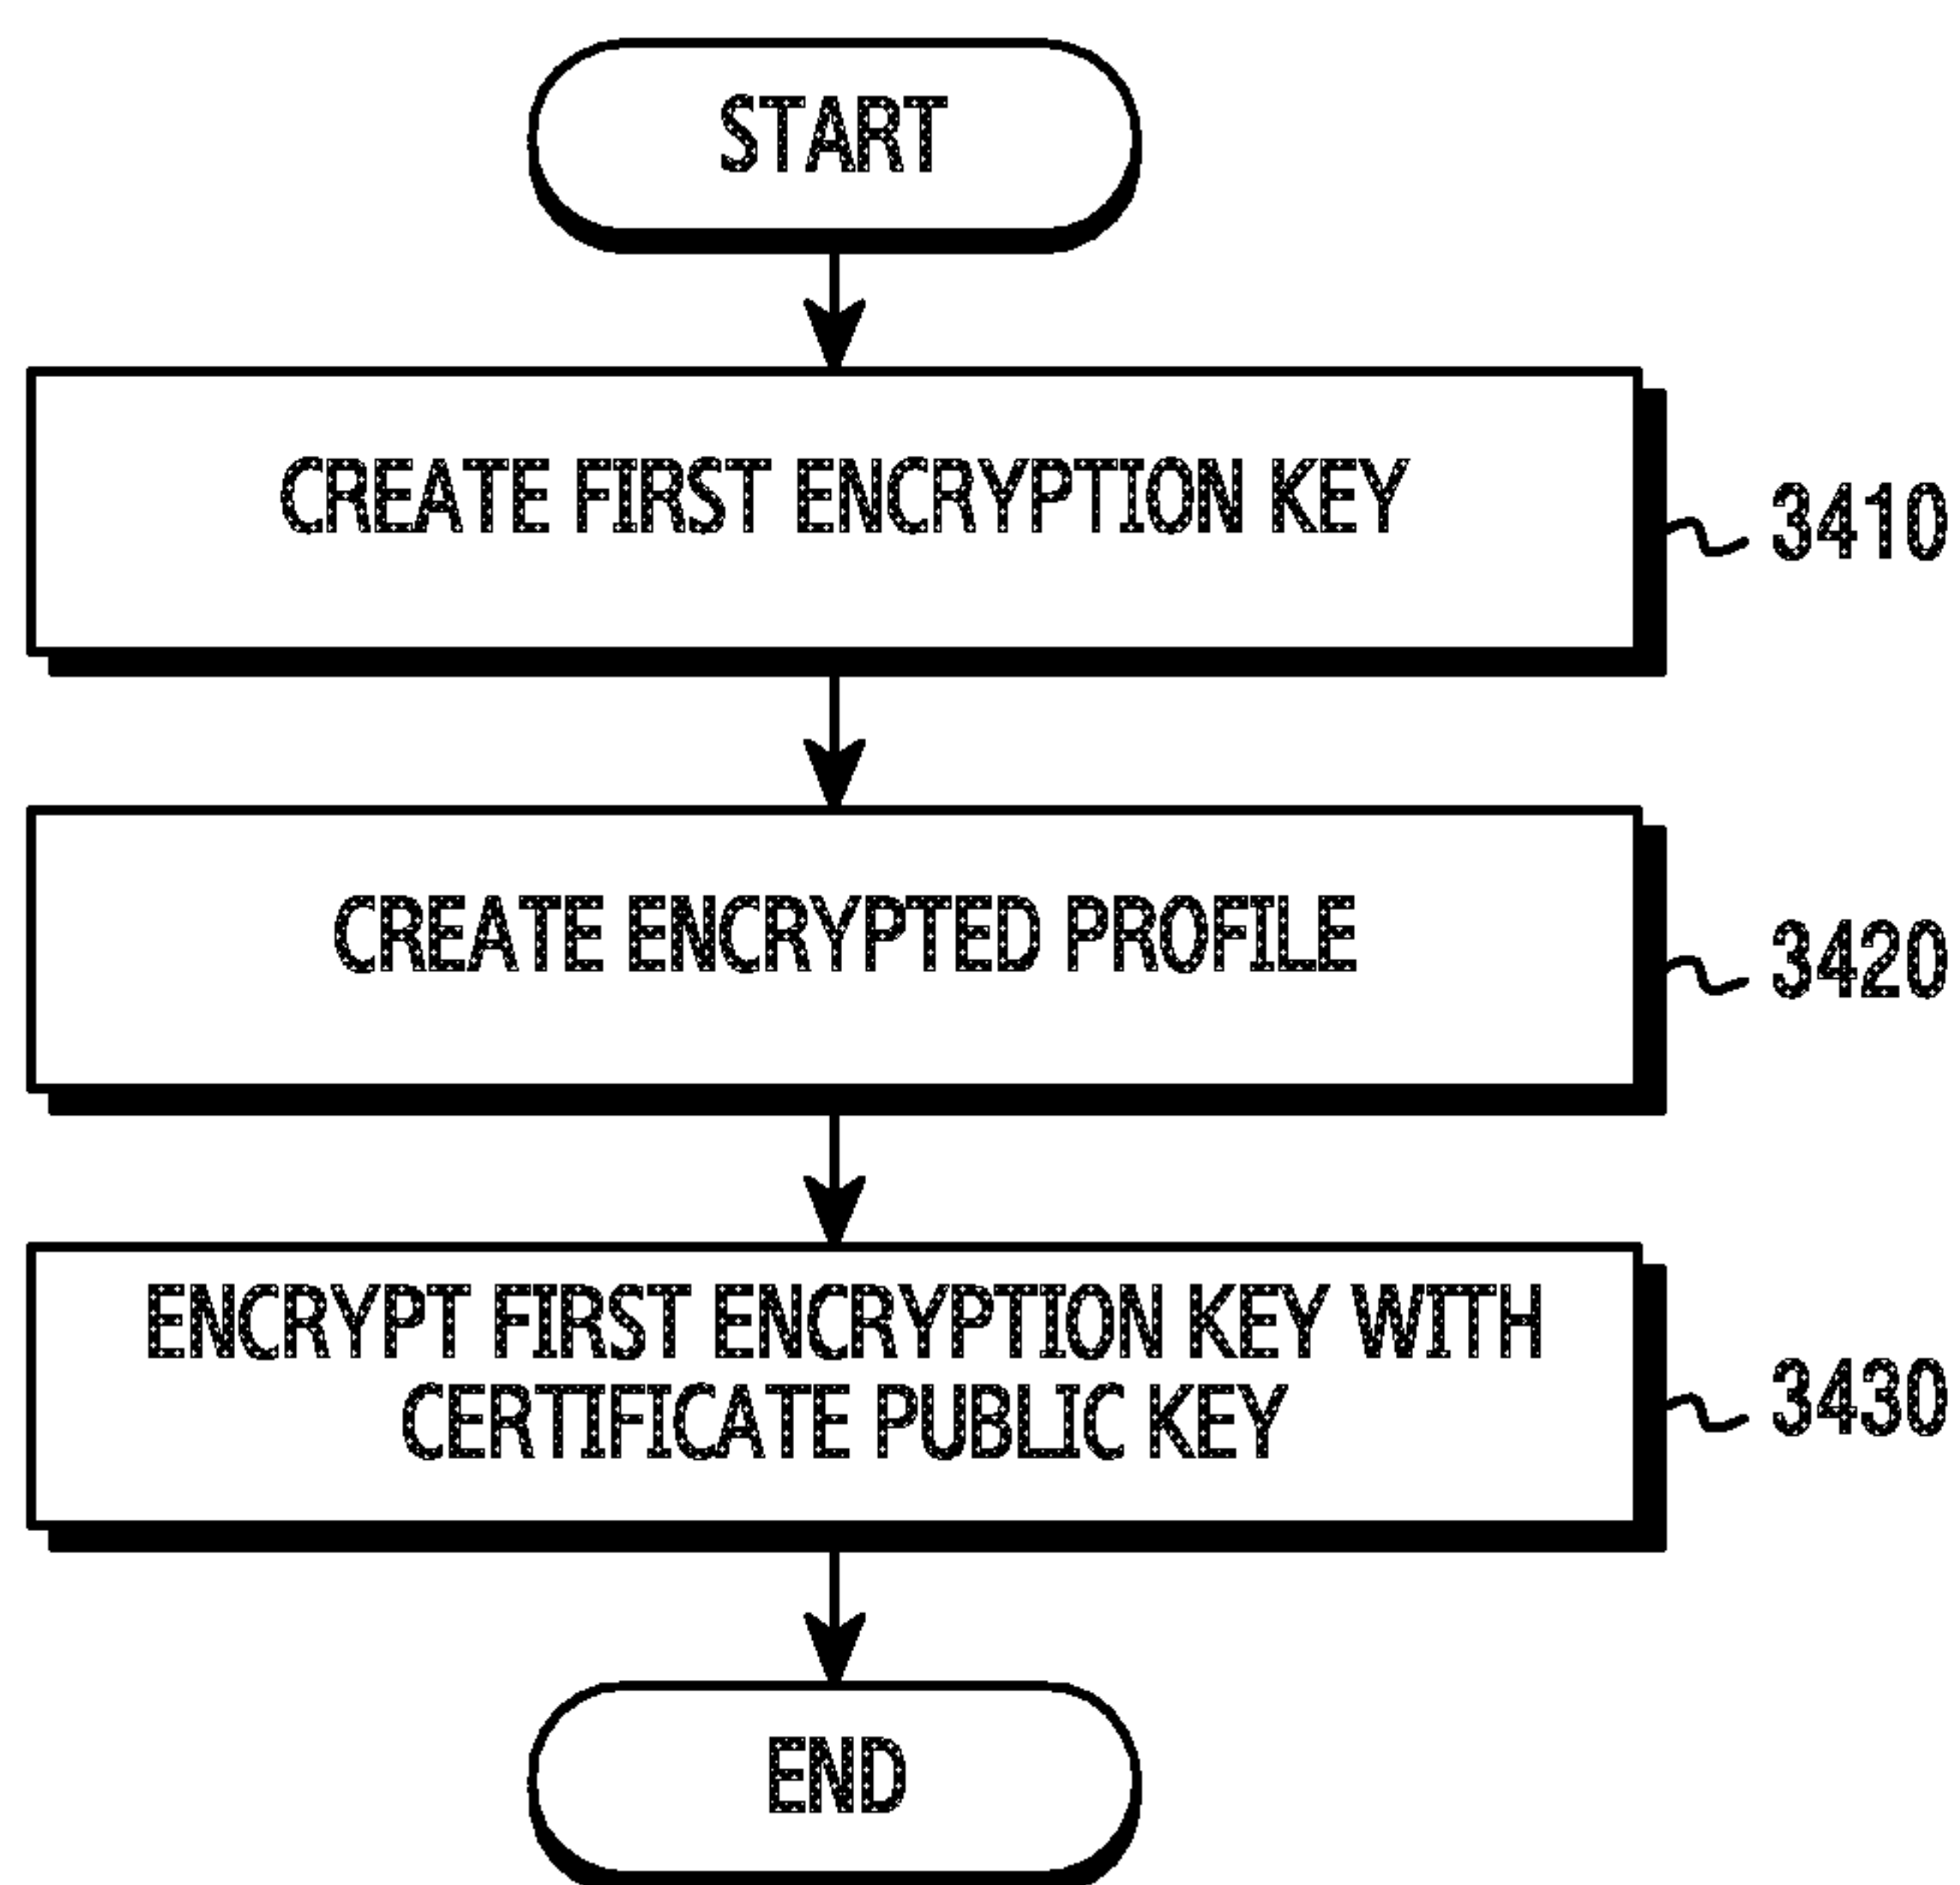 START
CREATE FIRST ENCRYPTION KEY
3410
CREATE ENCRYPTED PROFILE
3420
ENCRYPT FIRST ENCRYPTION KEY WITH
CERTIFICATE PUBLIC KEY
3430
END